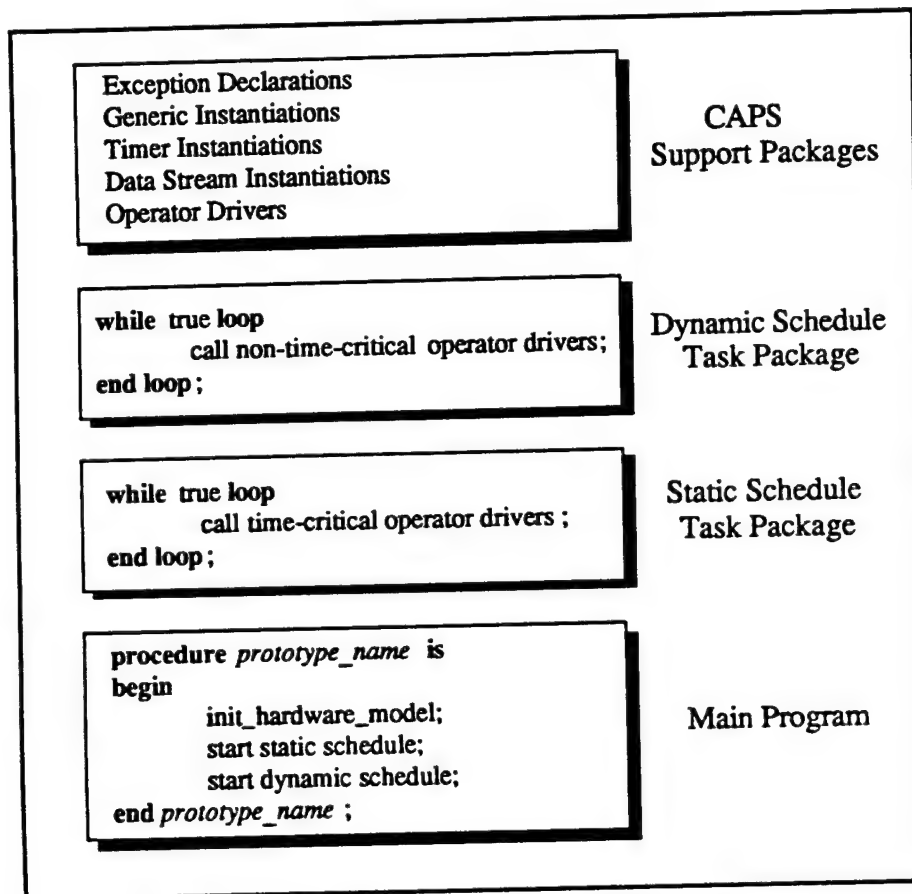 Exception Declarations
Generic Instantiations
Timer Instantiations
Data Stream Instantiations
Operator Drivers
CAPS
Support Packages
while true loop
call non-time-critical operator drivers;
end loop;
Dynamic Schedule
Task Package
while true loop
call time-critical operator drivers ;
end loop;
Static Schedule
Task Package
procedure prototype_name is
begin
init_hardware_model;
start static schedule;
start dynamic schedule;
end prototype_name ;
Main Program